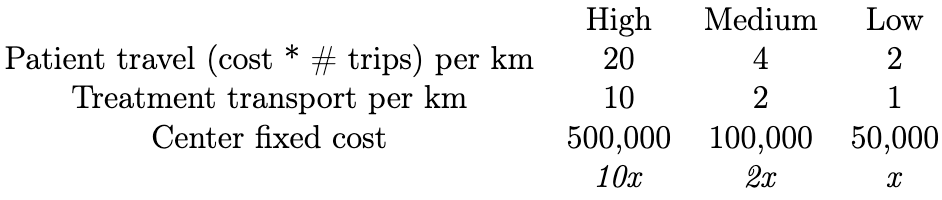 High Medium Low
Patient travel (cost * # trips) per km 20 4 2
Treatment transport per km 10 2 1
Center fixed cost 500,000 100,000 50,000
10x 2x x